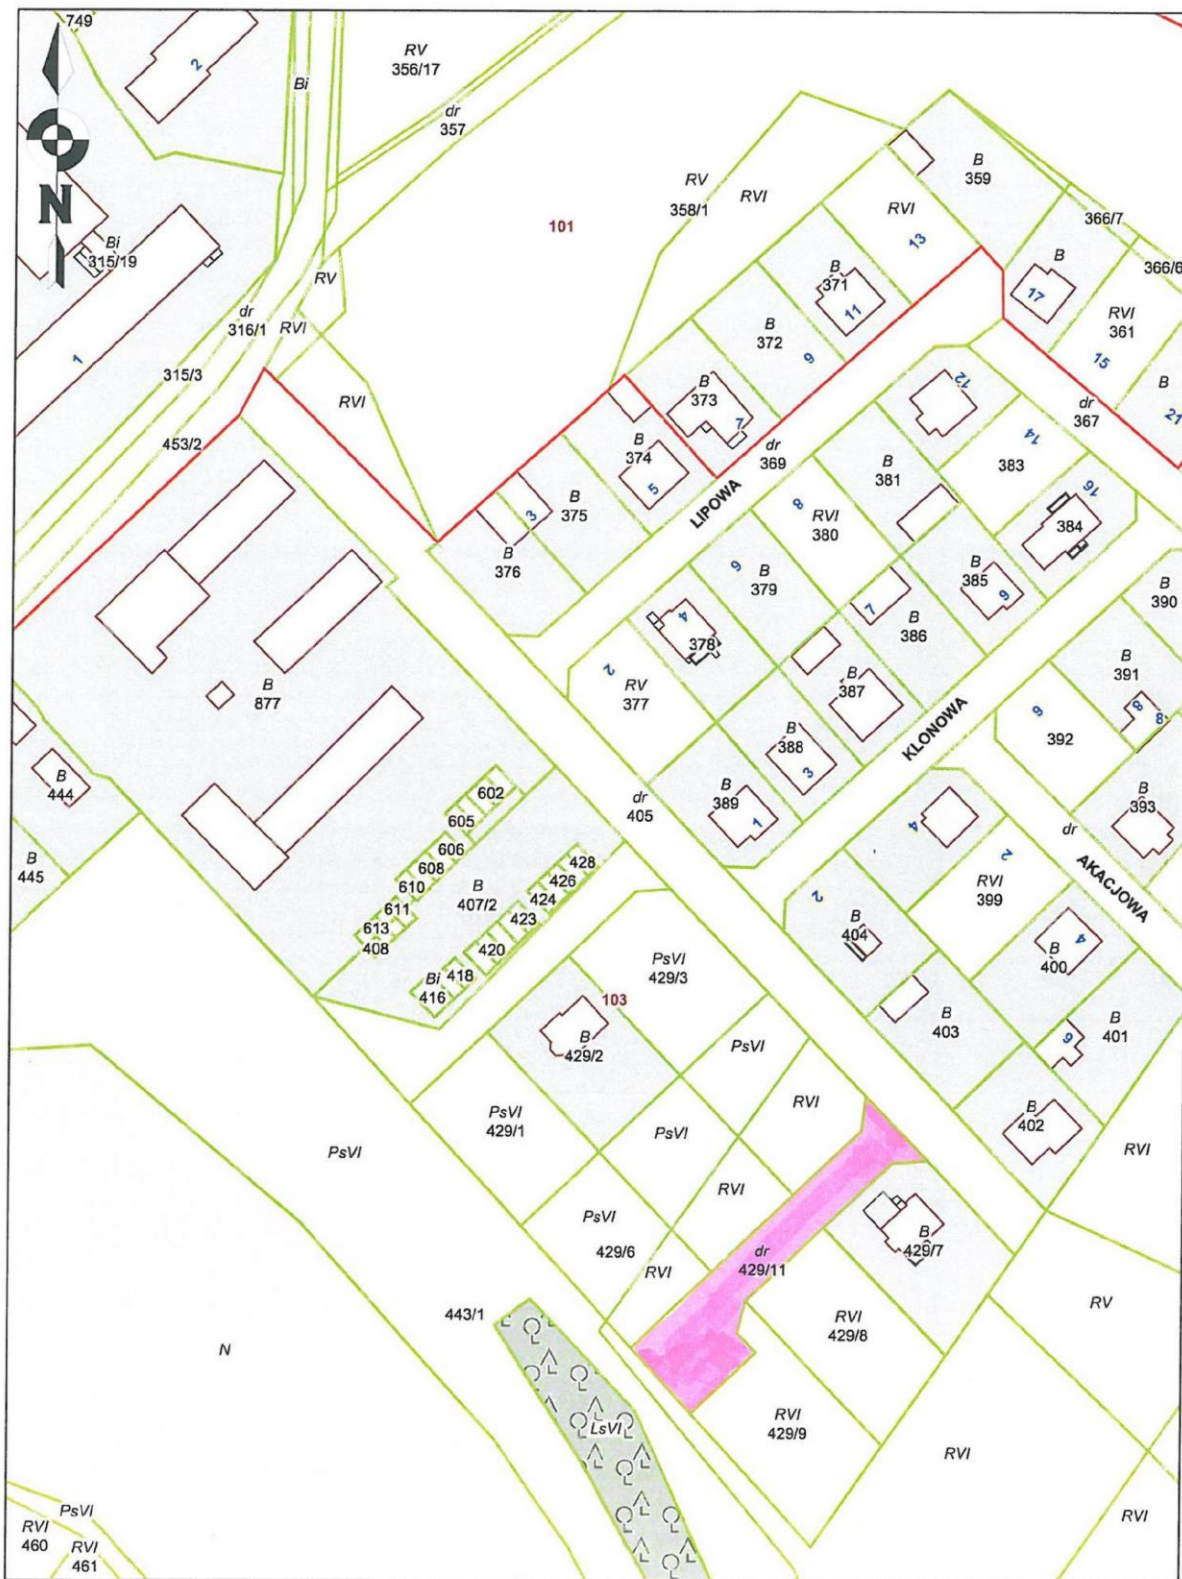 749
2
Bi
RV
356/17
dr
357
B
359
RV
358/1
RVI
RVI
13
366/7
N
Bi
315/19
101
B
371
11
B
17
366/6
RV
dr
316/1
RVI
B
372
9
RVI
361
15
1
315/3
RVI
B
373
7
12
B
21
dr
367
453/2
B
374
5
dr
369
14
383
B
381
16
LIPOWA
8
RVI
380
384
3
B
375
B
376
6
B
379
B
385
6
B
390
4
378
7
B
386
B
391
2
RV
377
B
387
8
8
B
877
KLONOWA
6
392
B
388
3
B
444
602
dr
405
B
389
1
B
393
605
4
dr
606
608
428
426
424
B
445
610
B
407/2
2
RVI
399
AKACJOWA
611
423
2
613
408
420
B
404
4
B
400
Bi
416
418
PsVI
429/3
103
B
403
B
401
6
B
429/2
PsVI
PsVI
429/1
RVI
B
402
PsVI
PsVI
RVI
RVI
PsVI
429/6
B
429/7
dr
429/11
RVI
443/1
RV
RVI
429/8
N
LsVI
RVI
429/9
RVI
PsVI
RVI
460
RVI
461
RVI